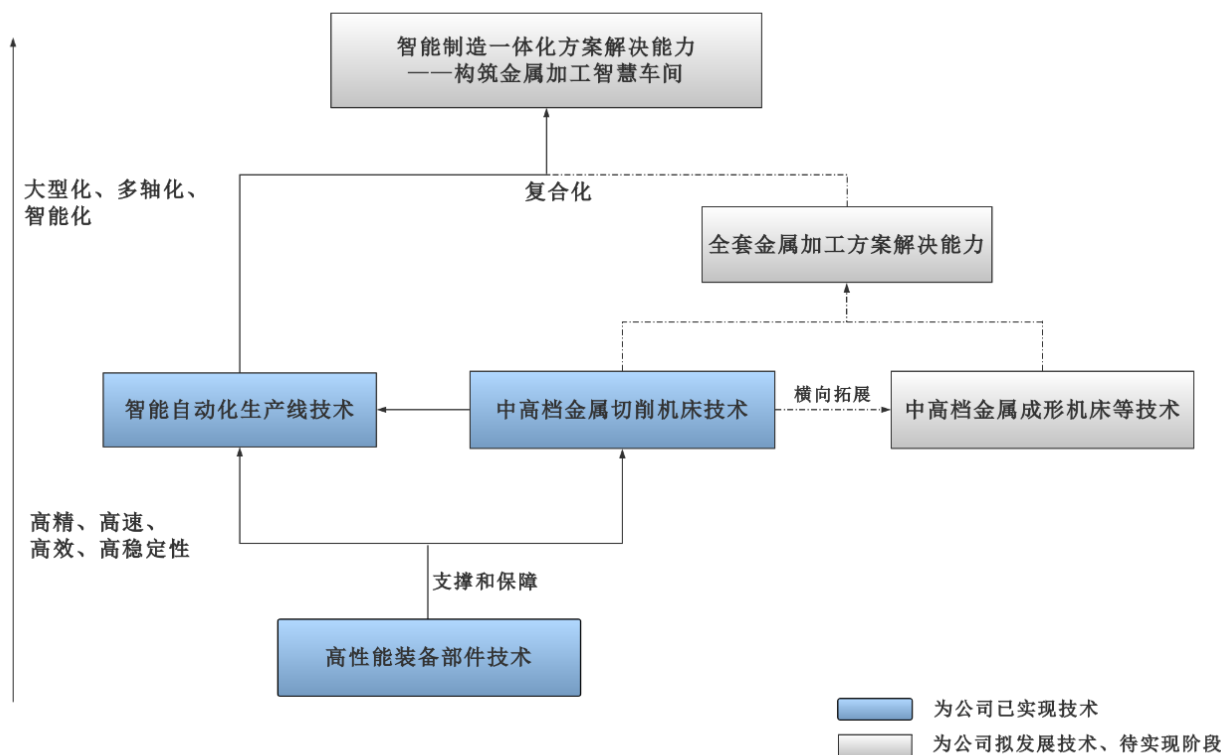 智能制造一体化方案解决能力
——构筑金属加工智慧车间
大型化、多轴化、
智能化
复合化
全套金属加工方案解决能力
智能自动化生产线技术
中高档金属切削机床技术
横向拓展
中高档金属成形机床等技术
高精、高速、
高效、高稳定性
支撑和保障
高性能装备部件技术
为公司已实现技术
为公司拟发展技术、待实现阶段